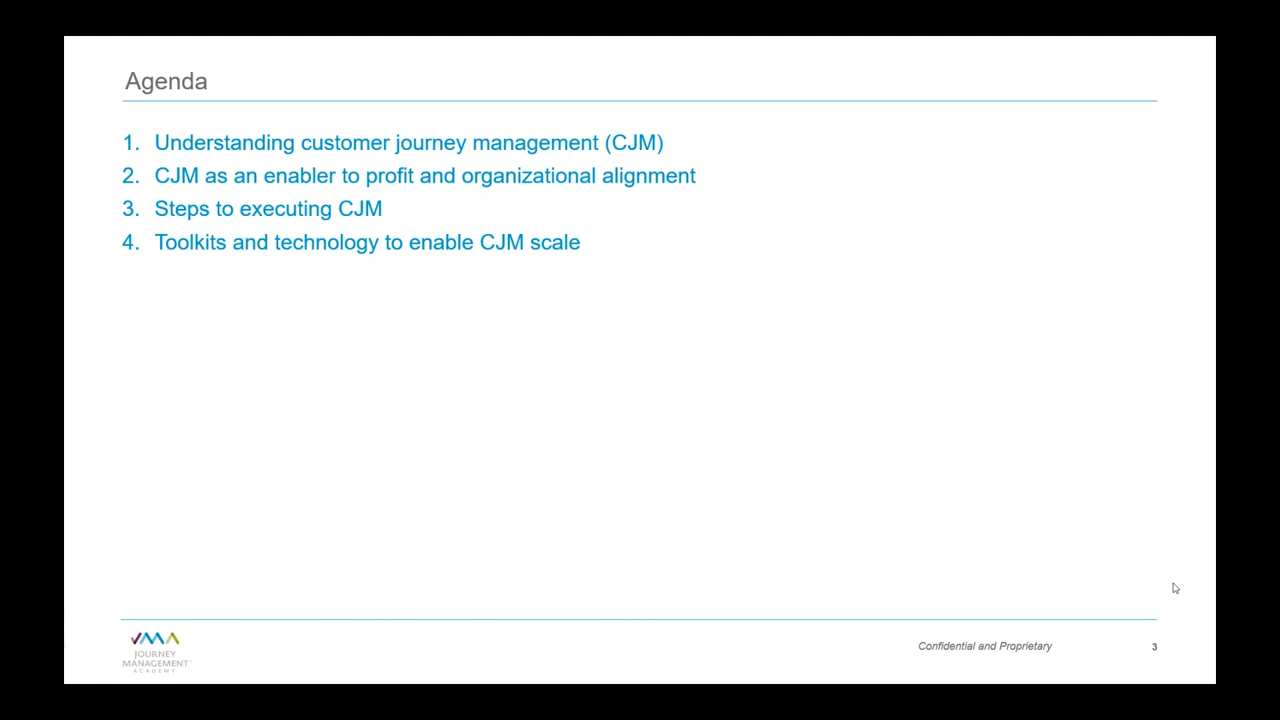 Agenda
1. Understanding customer journey management (CJM)
2. CJM as an enabler to profit and organizational alignment
3. Steps to executing CJM
4. Toolkits and technology to enable CJM scale
JOURNEY
MANAGEMENT
ACADEMY
Confidential and Proprietary
3